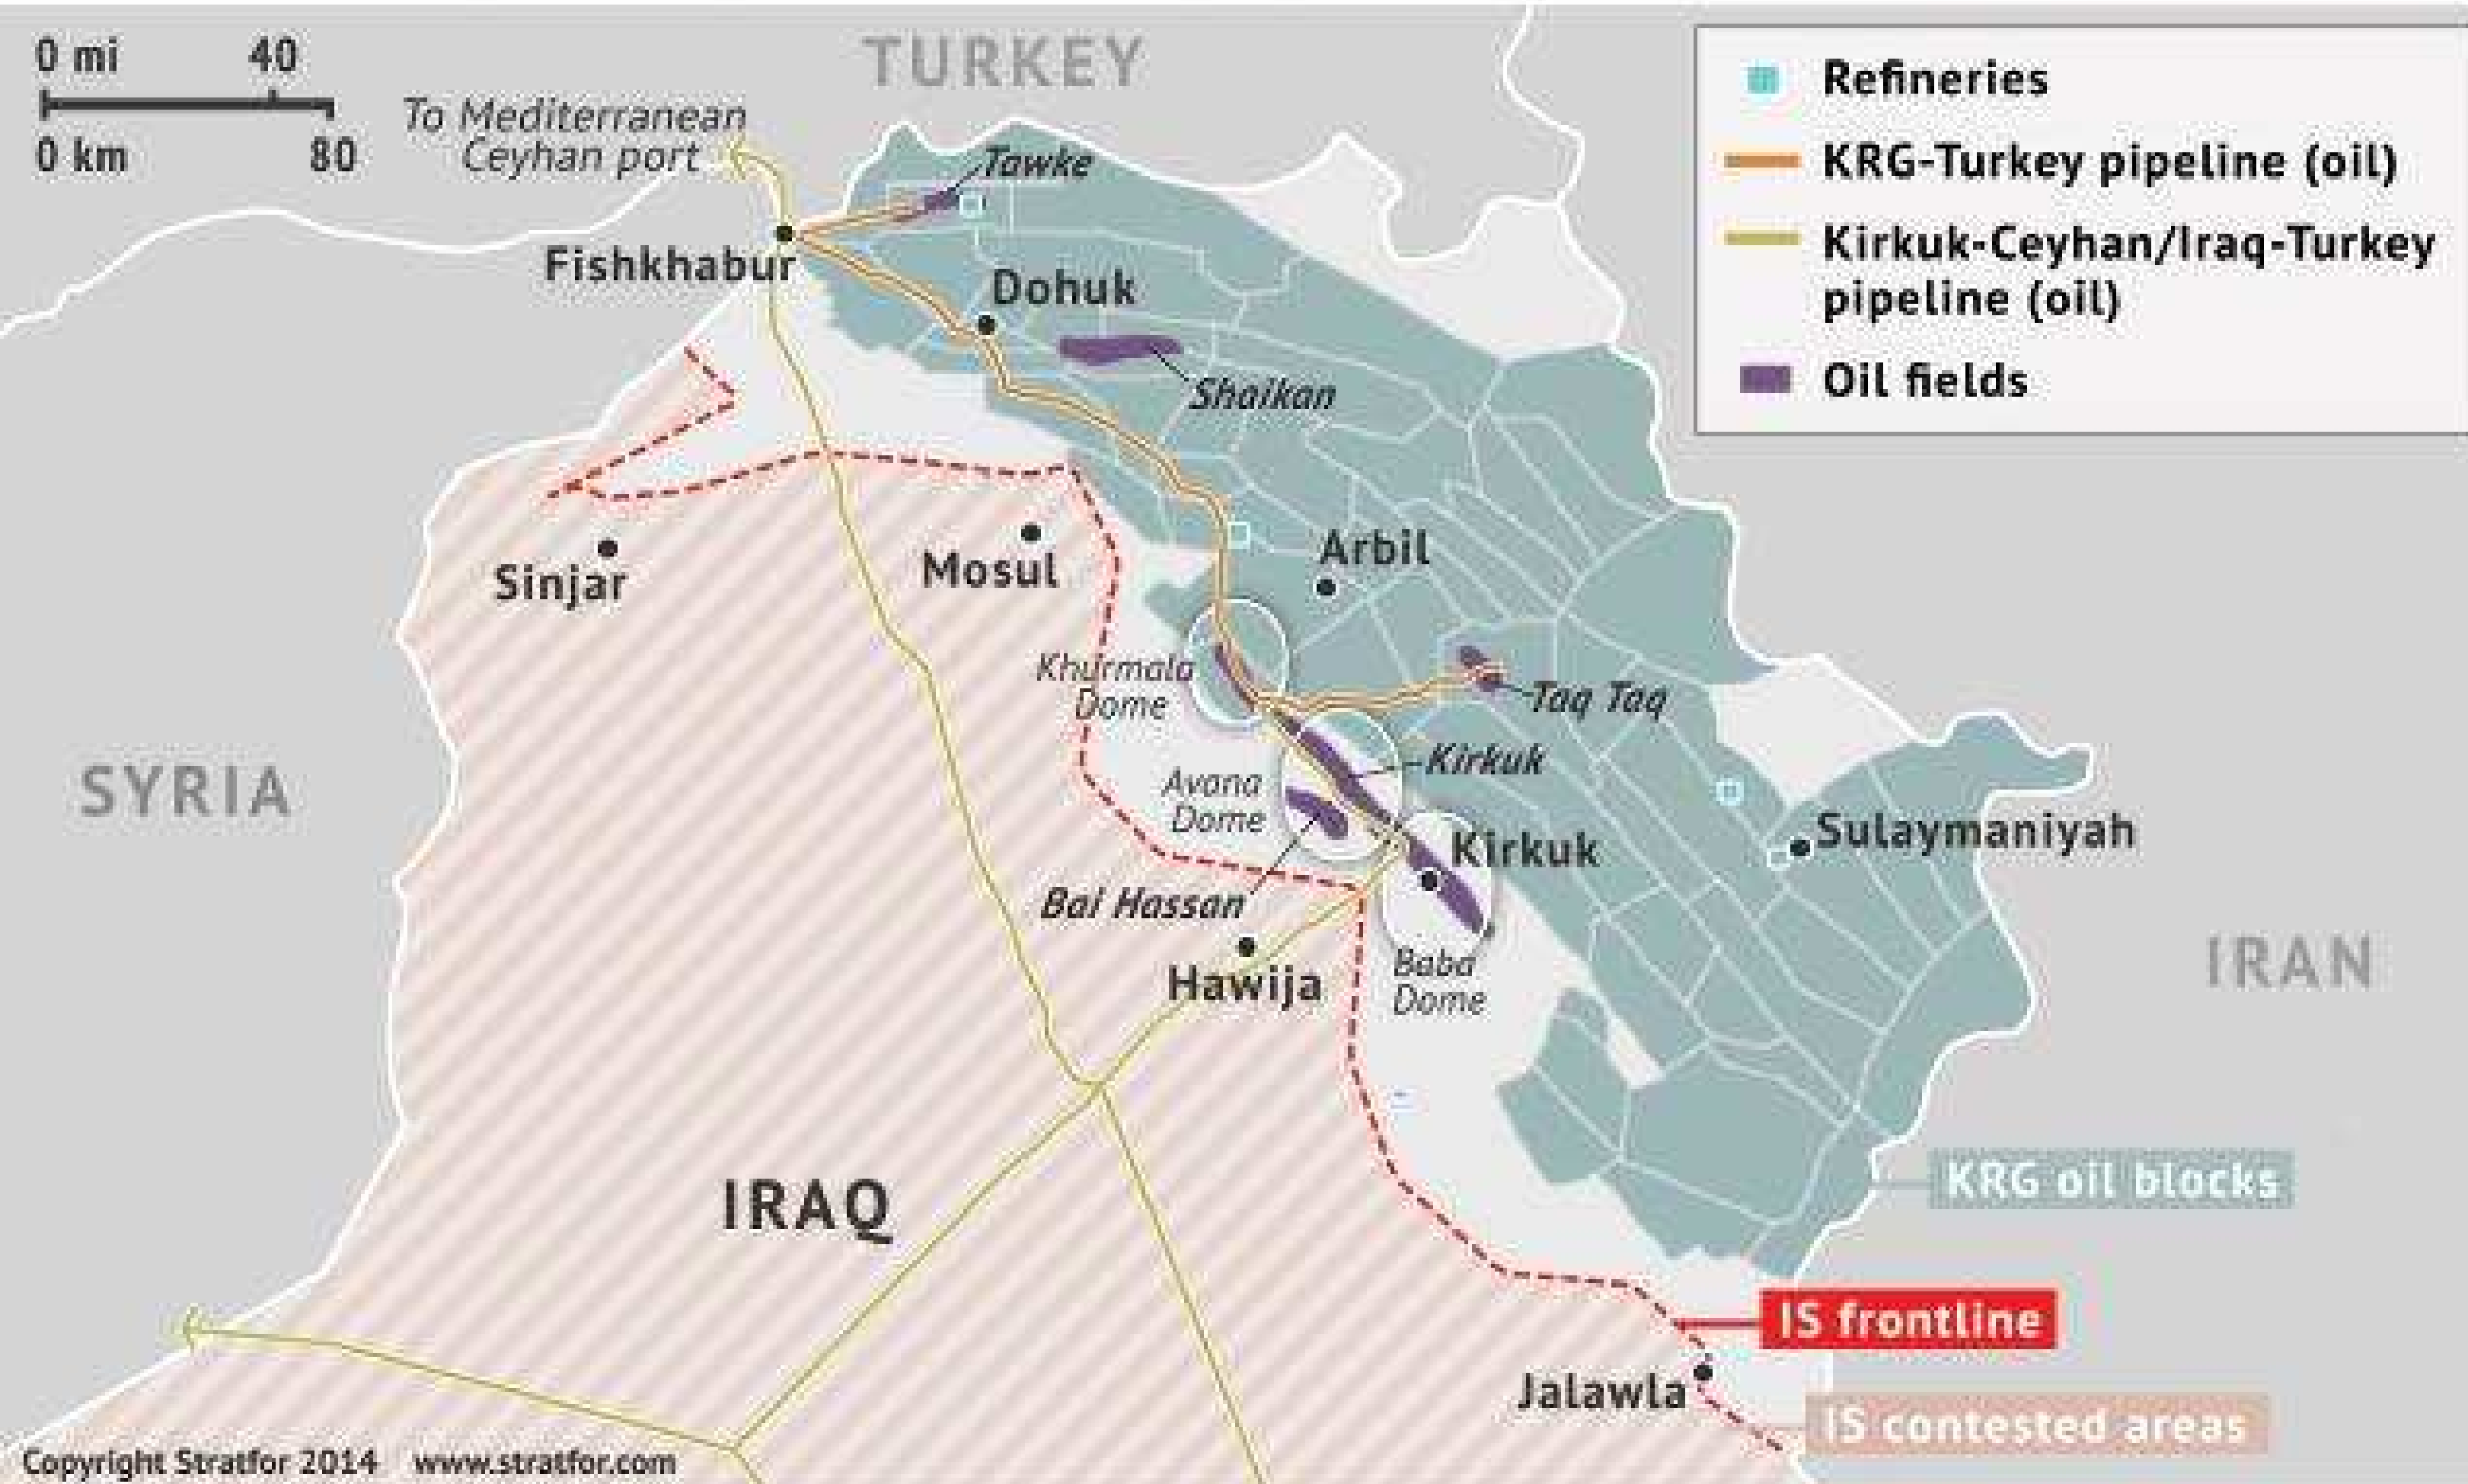 0 mi 40
0 km 80
TURKEY
To Mediterranean
Ceyhan port
Refineries
KRG-Turkey pipeline (oil)
Kirkuk-Ceyhan/Iraq-Turkey
pipeline (oil)
Oil fields
Tawke
Fishkhabur
Dohuk
Shaikan
Sinjar
Mosul
Arbil
Khurmala
Dome
Taq Taq
Kirkuk
Avana
Dome
SYRIA
Sulaymaniyah
Kirkuk
Bai Hassan
Hawija
Baba
Dome
IRAN
IRAQ
KRG oil blocks
IS frontline
Jalawla
IS contested areas
Copyright Stratfor 2014 www.stratfor.com